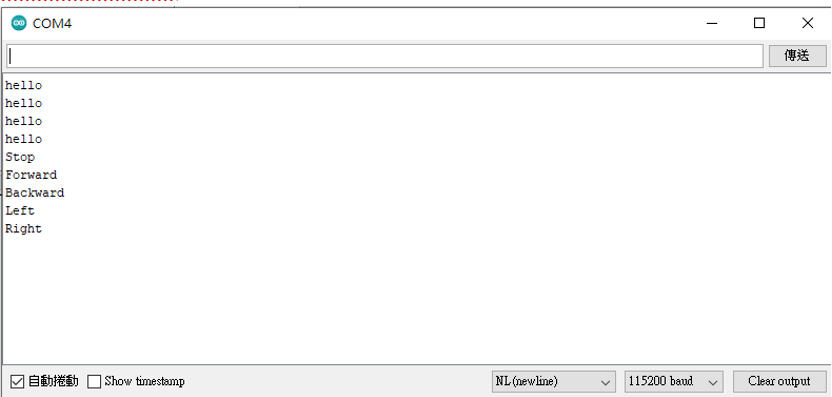 COM4
傳送
hello
hello
hello
hello
Stop
Forward
Backward
Left
Right
自動捲動 Show timestamp NL(newline) 115200 baud Clear output